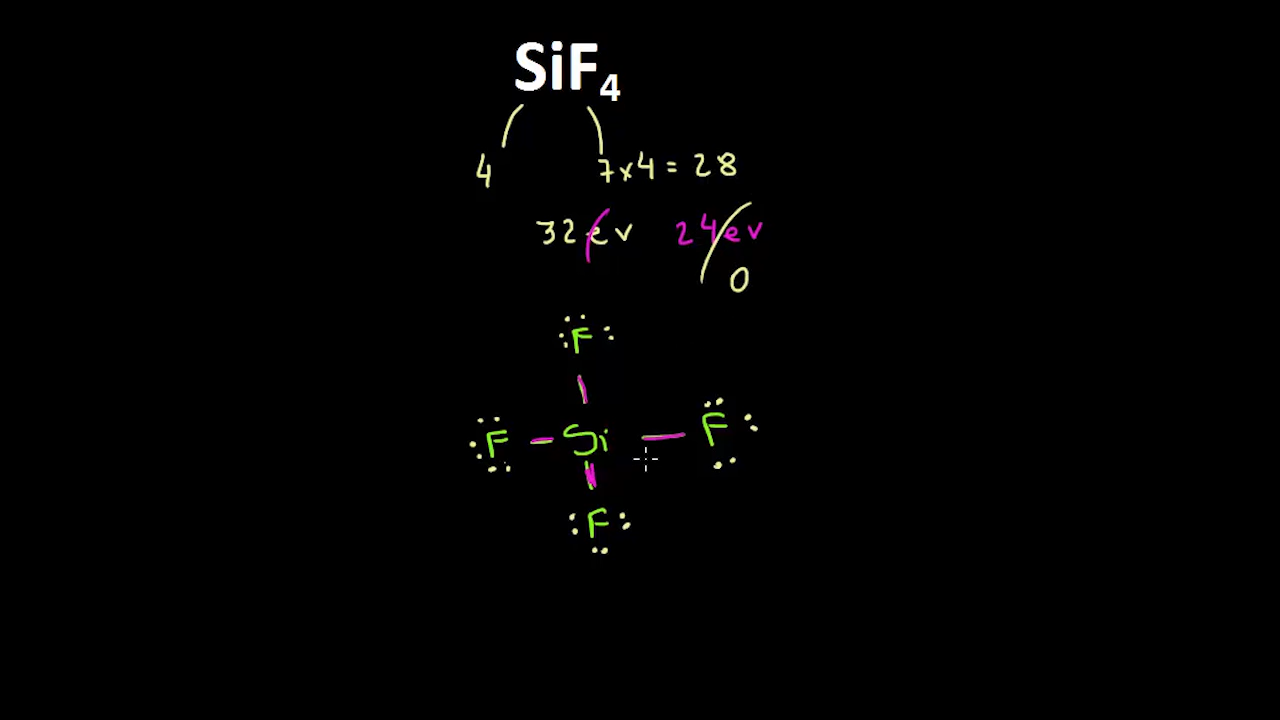 SiF₄
4 7x4 = 28
32 ev 24 ev
0
F
F Si F
F